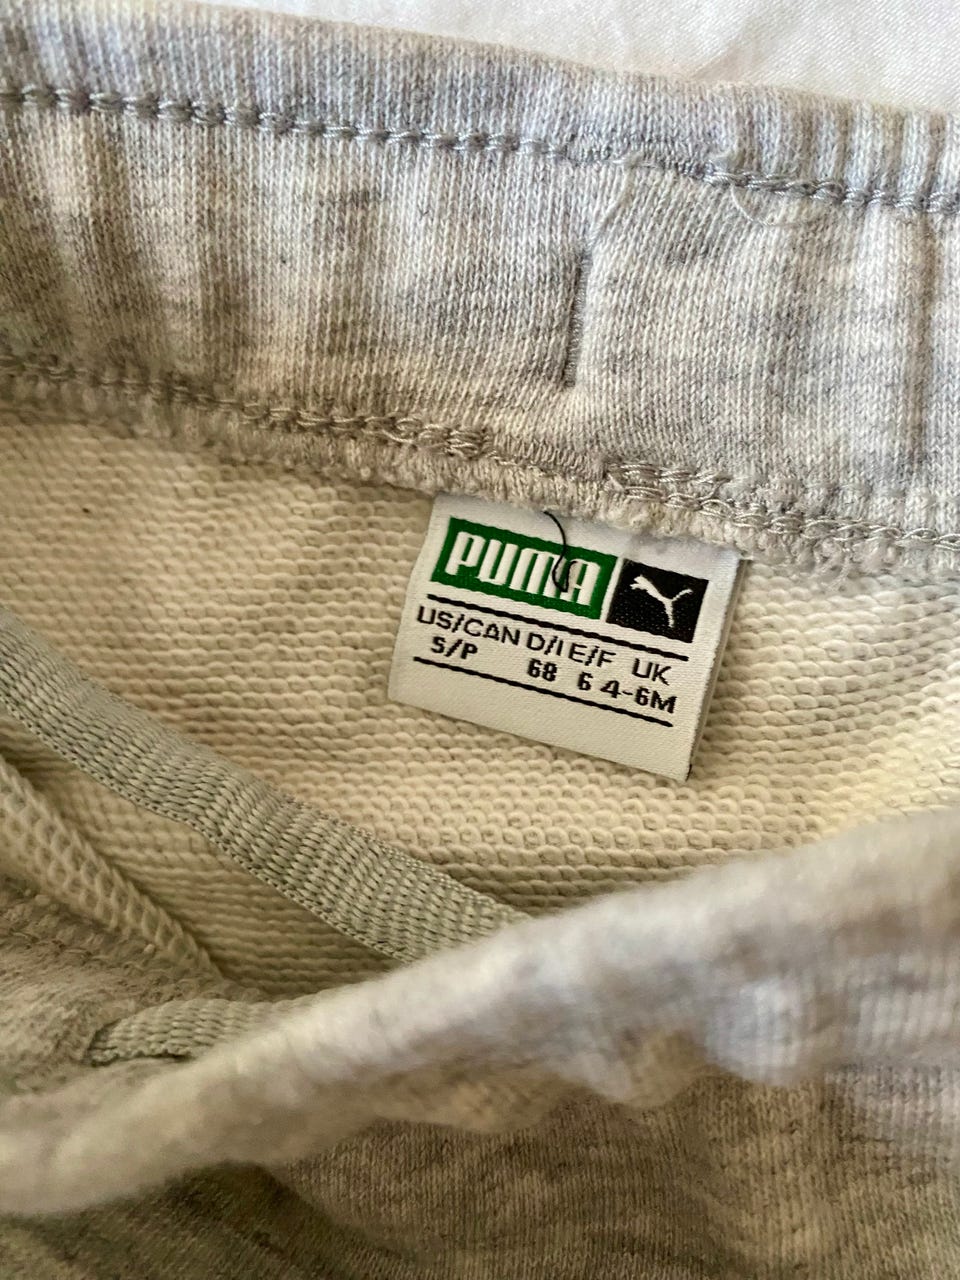 PUMA
US/CAN D/I E/F UK
S/P 68 6 4-6M